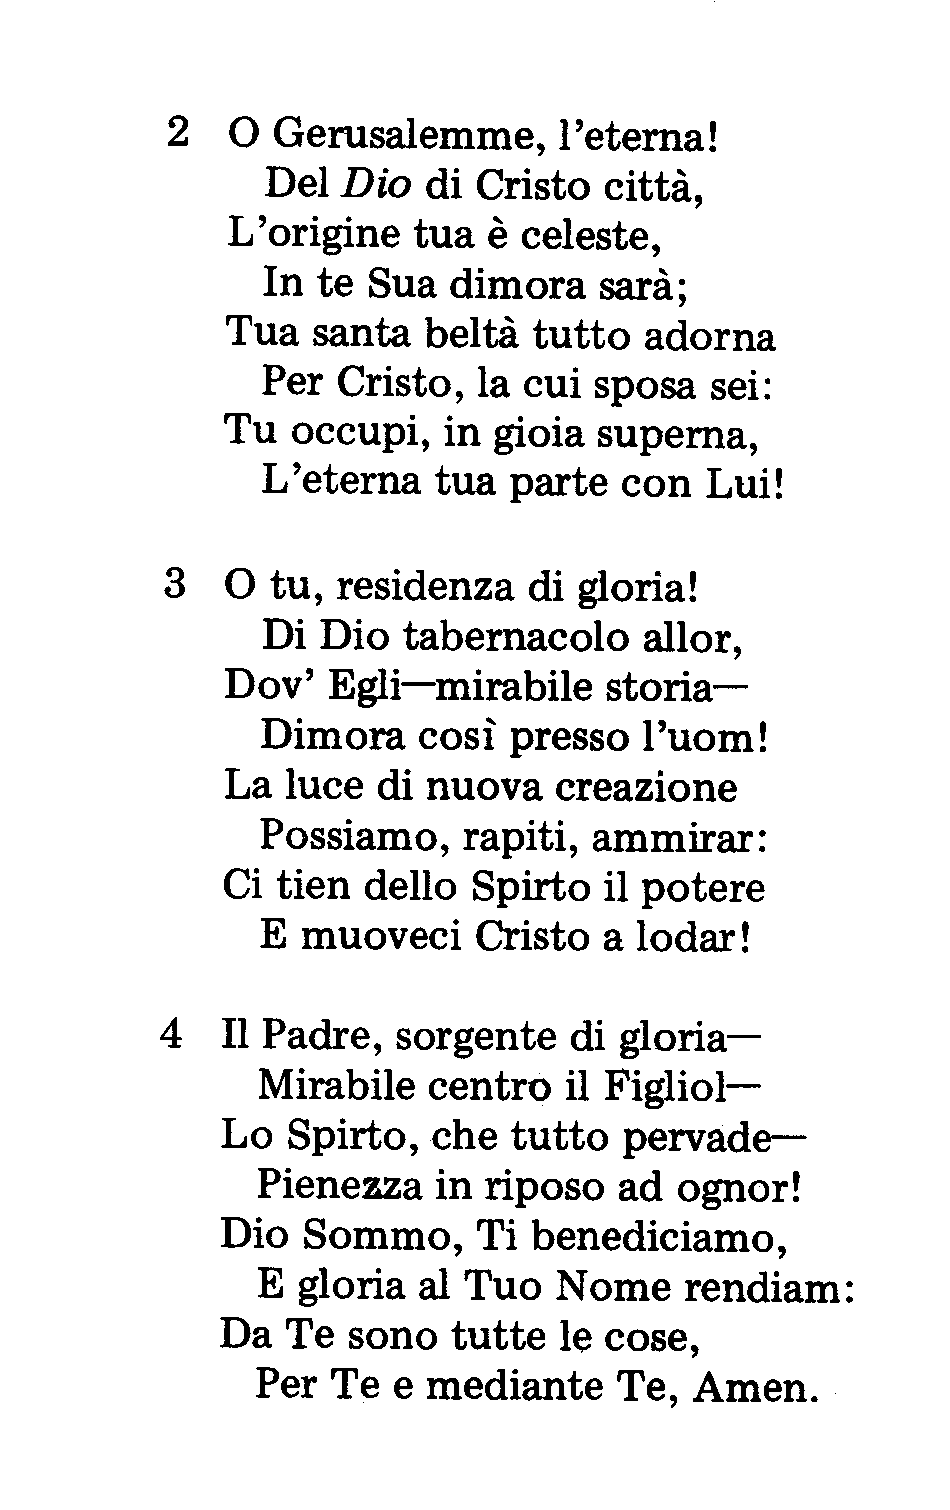 2 O Gerusalemme, l'eterna!
Del Dio di Cristo città,
L'origine tua è celeste,
In te Sua dimora sarà;
Tua santa beltà tutto adorna
Per Cristo, la cui sposa sei:
Tu occupi, in gioia superna,
L'eterna tua parte con Lui!
3 O tu, residenza di gloria!
Di Dio tabernacolo allor,
Dov' Egli—mirabile storia—
Dimora così presso l'uom!
La luce di nuova creazione
Possiamo, rapiti, ammirar:
Ci tien dello Spirto il potere
E muoveci Cristo a lodar!
4 Il Padre, sorgente di gloria—
Mirabile centro il Figliol—
Lo Spirto, che tutto pervade—
Pienezza in riposo ad ognor!
Dio Sommo, Ti benediciamo,
E gloria al Tuo Nome rendiam:
Da Te sono tutte le cose,
Per Te e mediante Te, Amen.